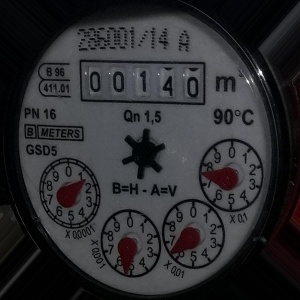 286001/14 A
B 96
411.01
00140 m³
PN 16
Qn 1,5
90°C
B METERS
GSD5
B=H - A=V
X 0,1
X 0,01
X 0,001
X 0,0001